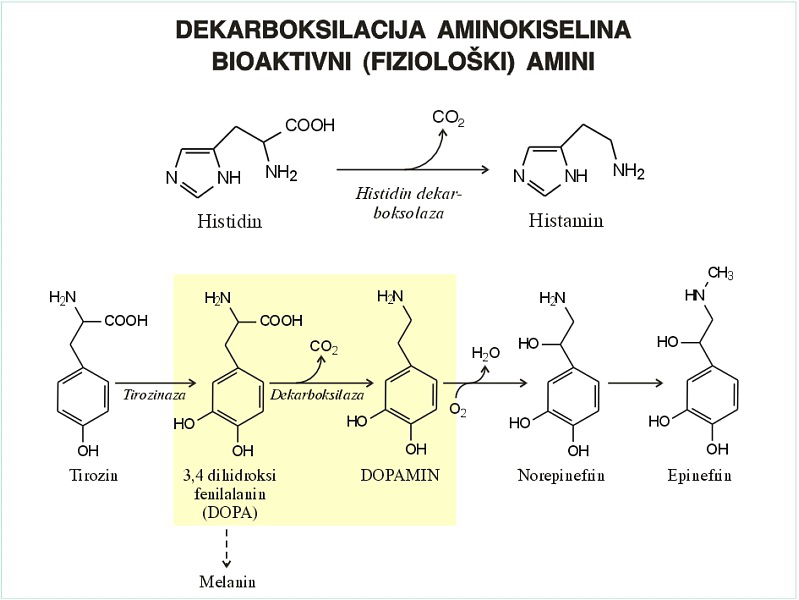 DEKARBOKSILACIJA AMINOKISELINA
BIOAKTIVNI (FIZIOLOŠKI) AMINI
COOH
NH₂
N
NH
Histidin
CO₂
Histidin dekar-
boksolaza
N
NH
NH₂
Histamin
H₂N
COOH
OH
Tirozin
Tirozinaza
H₂N
COOH
HO
OH
3,4 dihidroksi
fenilalanin
(DOPA)
CO₂
Dekarboksilaza
H₂N
HO
OH
DOPAMIN
H₂O
O₂
H₂N
HO
HO
OH
Norepinefrin
CH₃
HN
HO
HO
OH
Epinefrin
Melanin